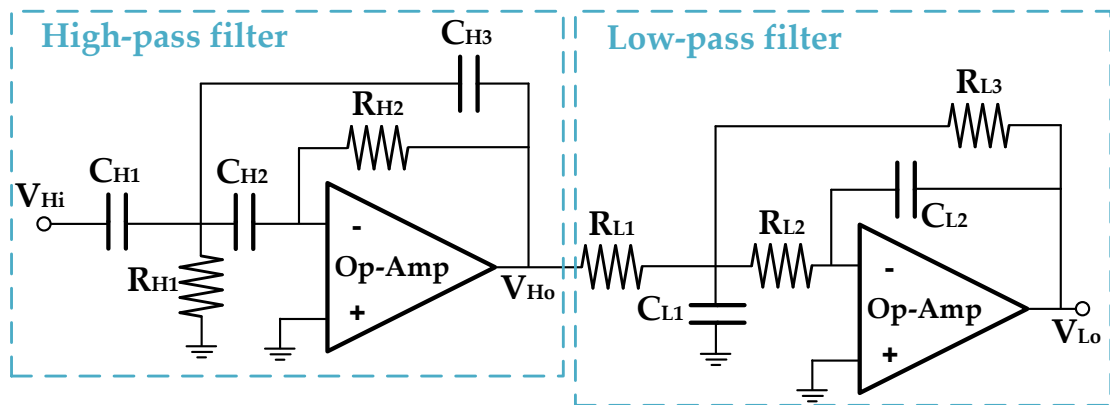 High-pass filter
Low-pass filter
CH3
RH2
CH1
CH2
VHi
RH1
-
Op-Amp
+
VHo
RL3
CL2
RL1
RL2
CL1
-
Op-Amp
+
VLo